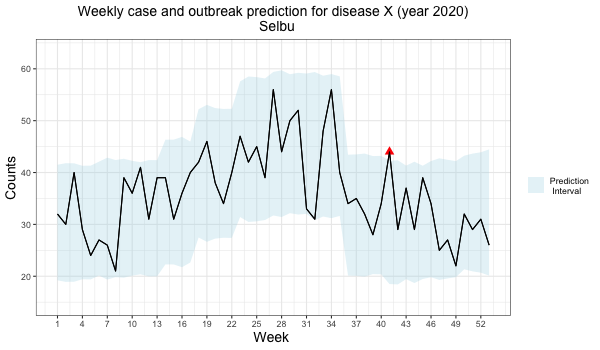 Weekly case and outbreak prediction for disease X (year 2020)
Selbu
Counts
60
50
40
30
20
1 4 7 10 13 16 19 22 25 28 31 34 37 40 43 46 49 52
Week
Prediction
Interval